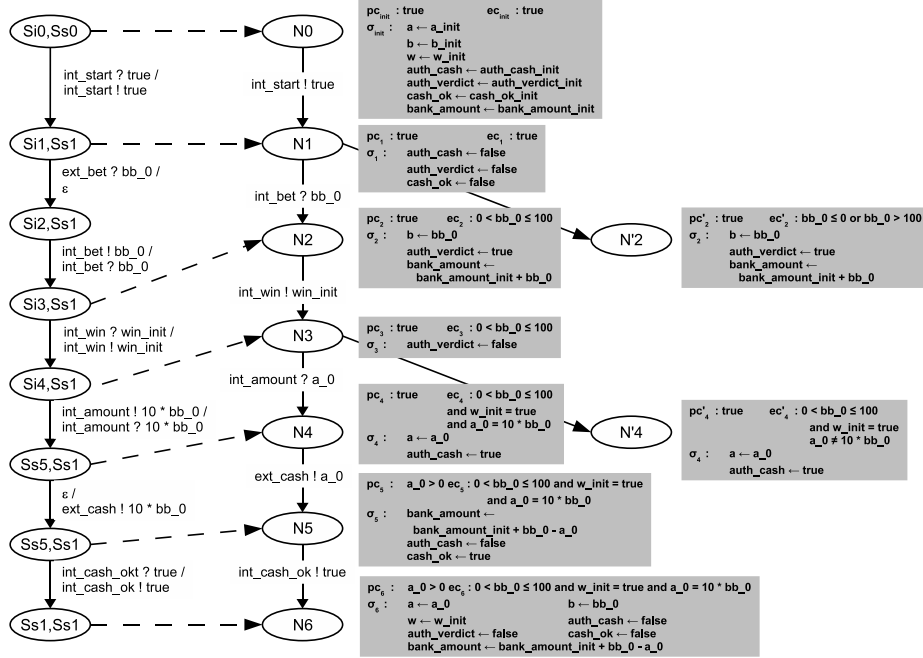 Si0,Ss0
int_start ? true /
int_start ! true
Si1,Ss1
ext_bet ? bb_0 /
ε
Si2,Ss1
int_bet ! bb_0 /
int_bet ? bb_0
Si3,Ss1
int_win ? win_init /
int_win ! win_init
Si4,Ss1
int_amount ! 10 * bb_0 /
int_amount ? 10 * bb_0
Ss5,Ss1
ε /
ext_cash ! 10 * bb_0
Ss5,Ss1
int_cash_okt ? true /
int_cash_ok ! true
Ss1,Ss1
N0
int_start ! true
N1
int_bet ? bb_0
N2
int_win ! win_init
N3
int_amount ? a_0
N4
ext_cash ! a_0
N5
int_cash_ok ! true
N6
pc_init : true ec_init : true
σ_init : a ← a_init
b ← b_init
w ← w_init
auth_cash ← auth_cash_init
auth_verdict ← auth_verdict_init
cash_ok ← cash_ok_init
bank_amount ← bank_amount_init
pc_1 : true ec_1 : true
σ_1 : auth_cash ← false
auth_verdict ← false
cash_ok ← false
pc_2 : true ec_2 : 0 < bb_0 ≤ 100
σ_2 : b ← bb_0
auth_verdict ← true
bank_amount ←
bank_amount_init + bb_0
N'2
pc'_2 : true ec'_2 : bb_0 ≤ 0 or bb_0 > 100
σ_2 : b ← bb_0
auth_verdict ← true
bank_amount ←
bank_amount_init + bb_0
pc_3 : true ec_3 : 0 < bb_0 ≤ 100
σ_3 : auth_verdict ← false
pc_4 : true ec_4 : 0 < bb_0 ≤ 100
and w_init = true
and a_0 = 10 * bb_0
σ_4 : a ← a_0
auth_cash ← true
N'4
pc'_4 : true ec'_4 : 0 < bb_0 ≤ 100
and w_init = true
a_0 ≠ 10 * bb_0
σ_4 : a ← a_0
auth_cash ← true
pc_5 : a_0 > 0 ec_5 : 0 < bb_0 ≤ 100 and w_init = true
and a_0 = 10 * bb_0
σ_5 : bank_amount ←
bank_amount_init + bb_0 - a_0
auth_cash ← false
cash_ok ← true
pc_6 : a_0 > 0 ec_6 : 0 < bb_0 ≤ 100 and w_init = true and a_0 = 10 * bb_0
σ_6 : a ← a_0 b ← bb_0
w ← w_init auth_cash ← false
auth_verdict ← false cash_ok ← false
bank_amount ← bank_amount_init + bb_0 - a_0